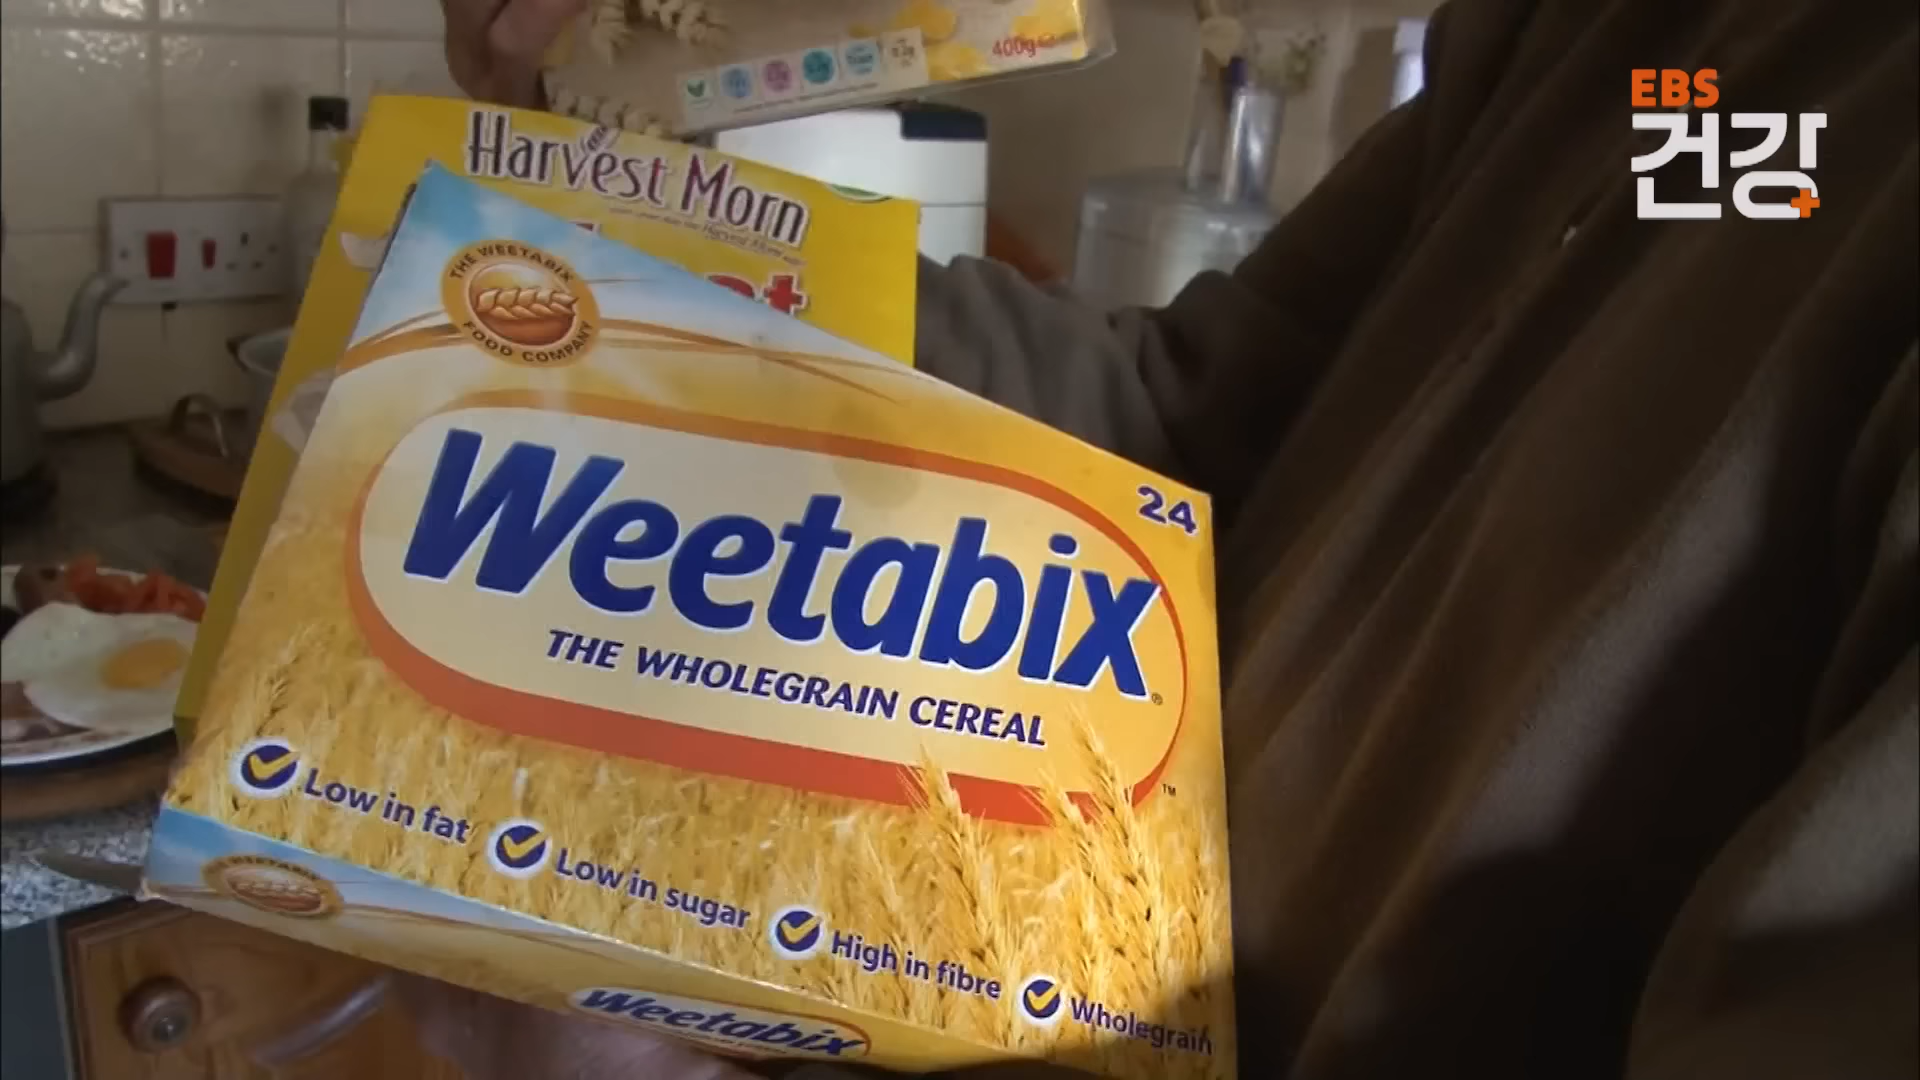 400g
EBS
건강
Harvest Morn
THE WEETABIX
FOOD COMPANY
24
Weetabix
THE WHOLEGRAIN CEREAL
Low in fat
Low in sugar
High in fibre
Wholegrain
WEETABIX
Weetabix